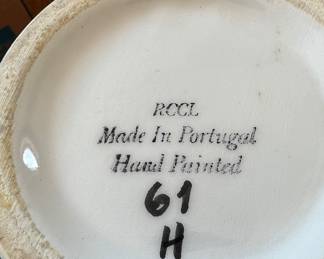 RCCL
Made In Portugal
Hand Painted
61
H